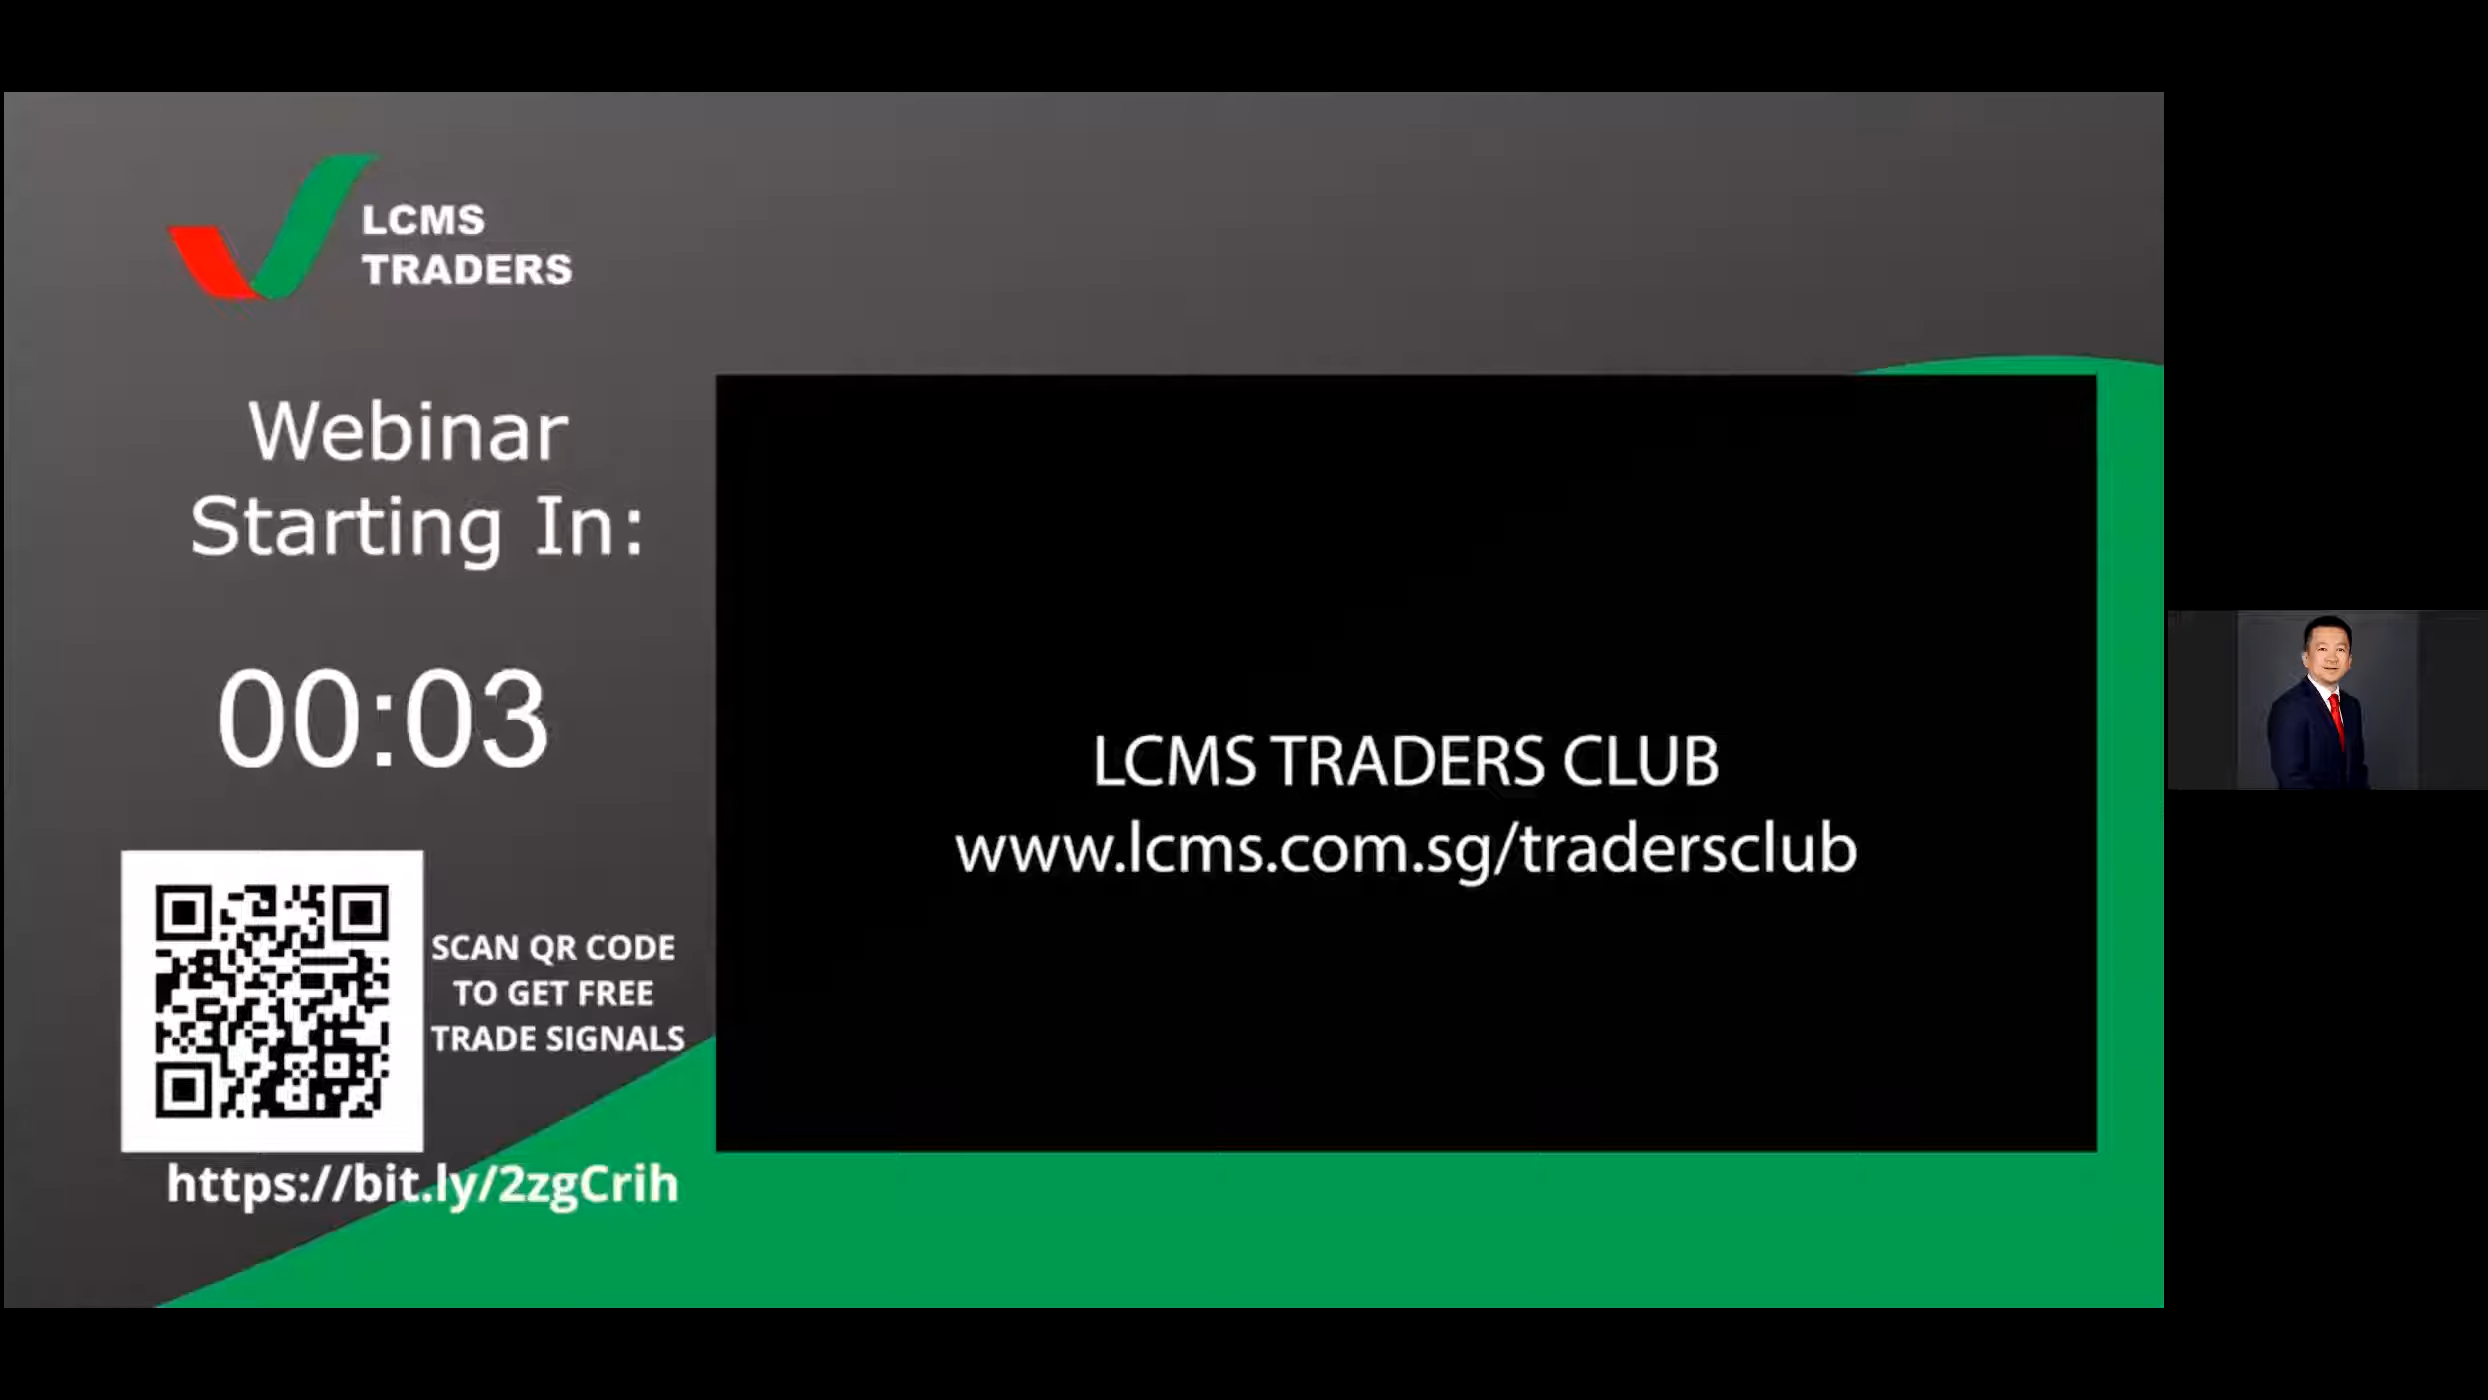 LCMS
TRADERS
Webinar
Starting In:
00:03
SCAN QR CODE
TO GET FREE
TRADE SIGNALS
https://bit.ly/2zgCrih
LCMS TRADERS CLUB
www.lcms.com.sg/tradersclub